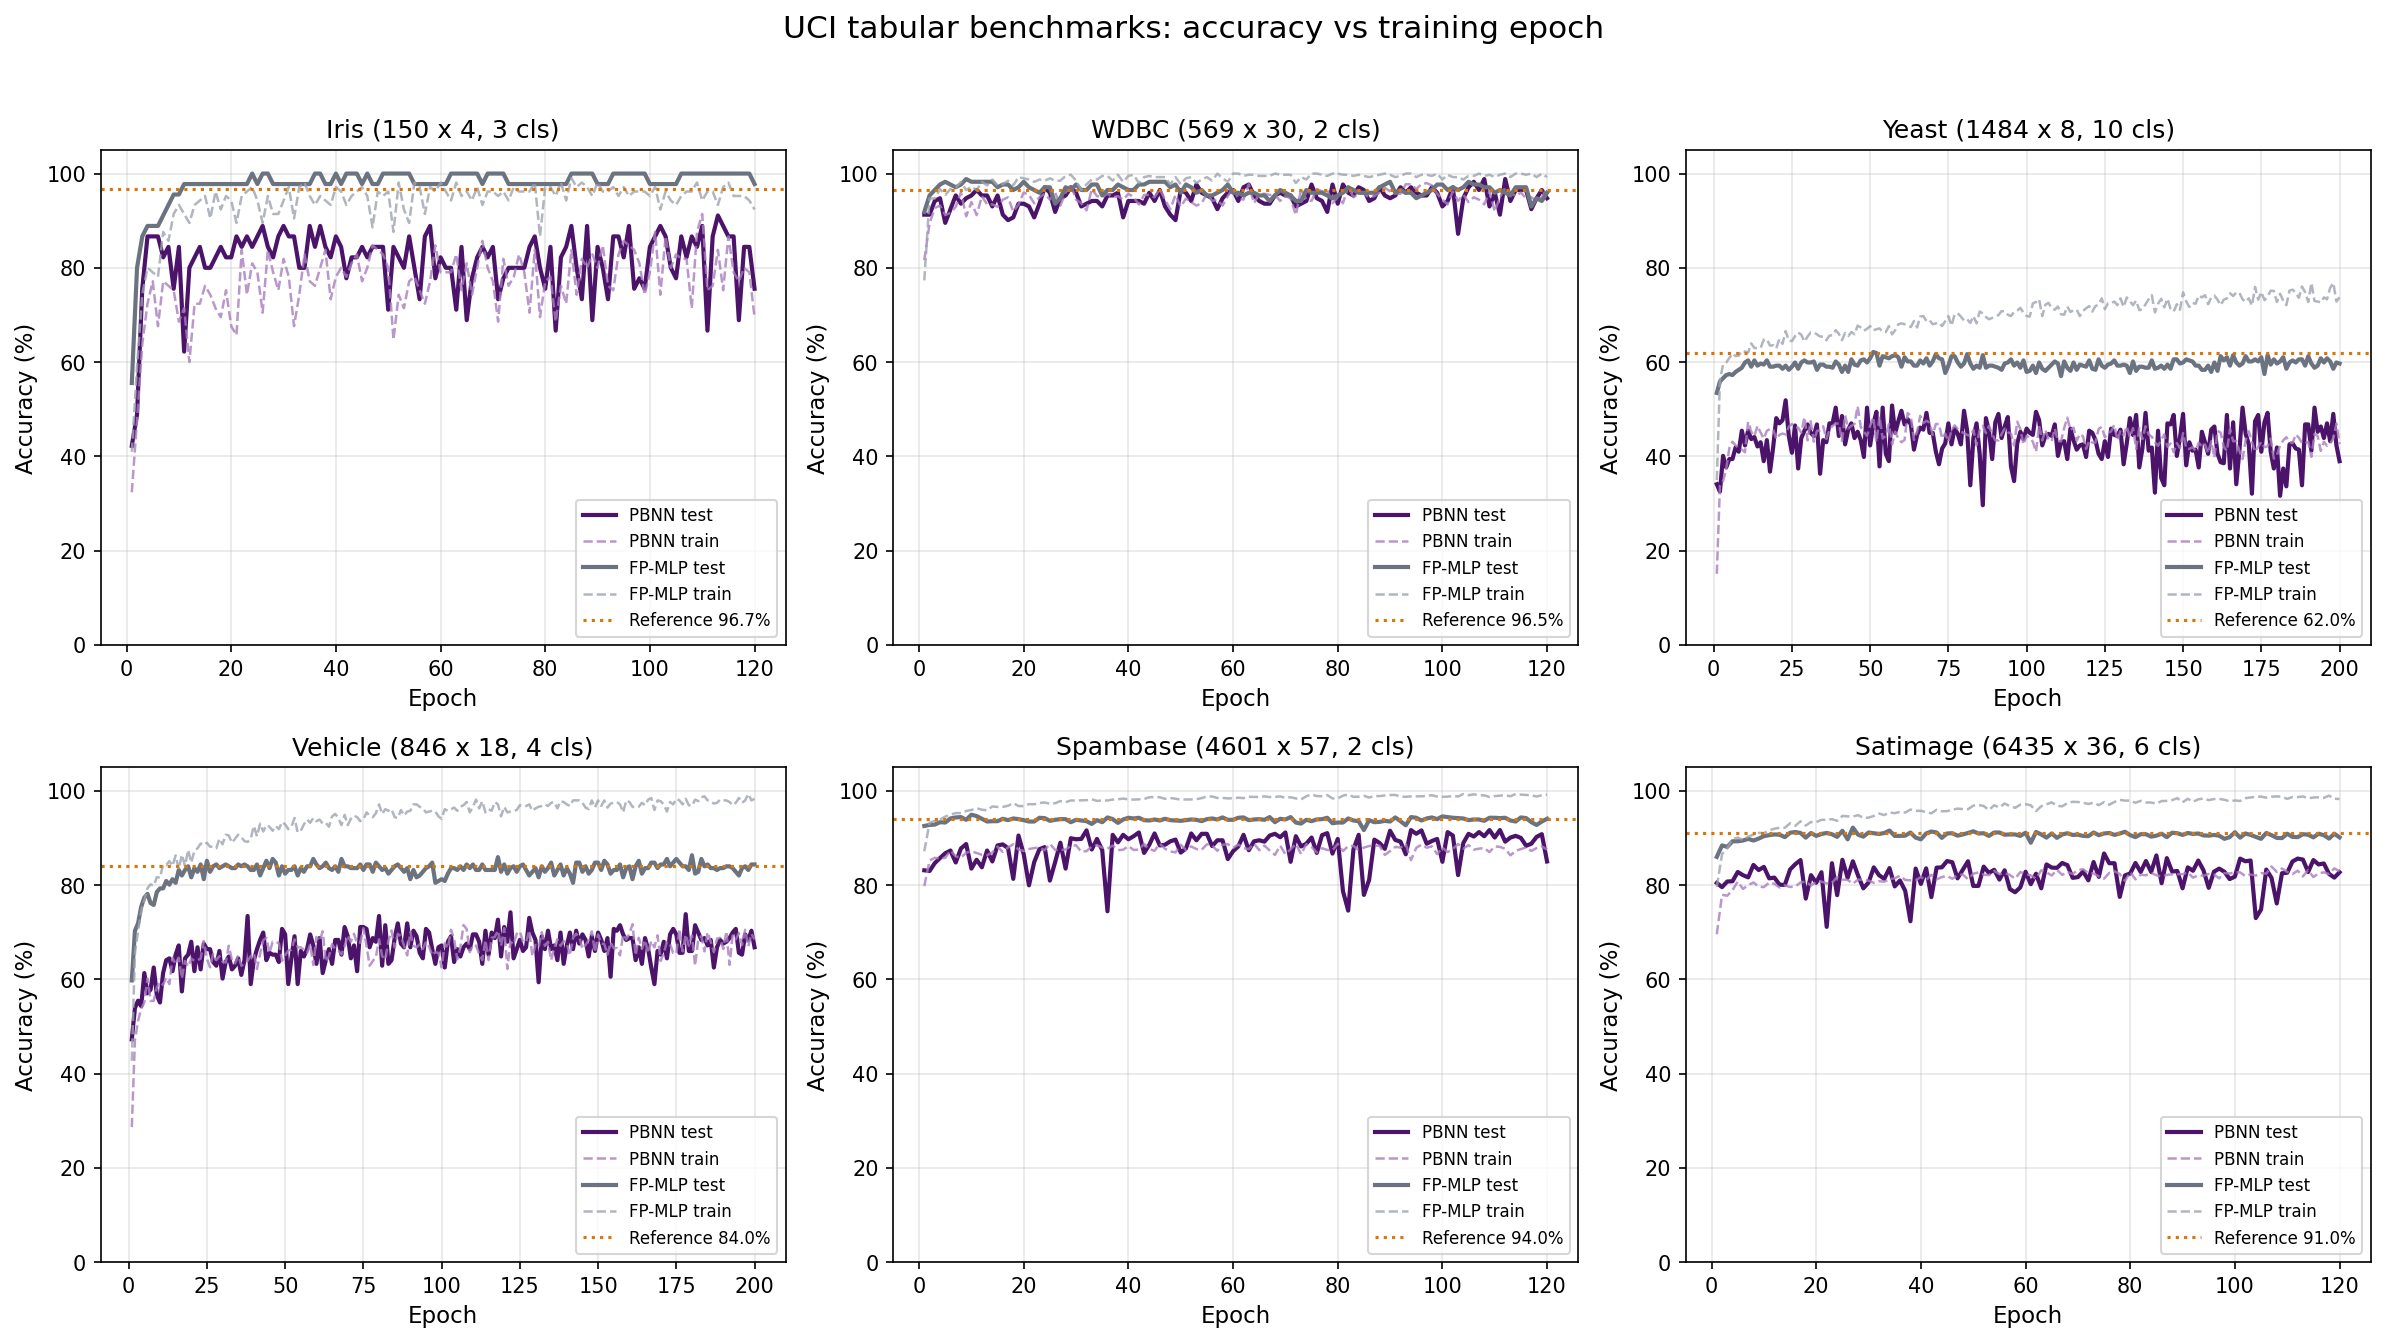 UCI tabular benchmarks: accuracy vs training epoch
Iris (150 x 4, 3 cls)
Accuracy (%)
100
80
60
40
20
0
PBNN test
PBNN train
FP-MLP test
FP-MLP train
Reference 96.7%
0 20 40 60 80 100 120
Epoch
WDBC (569 x 30, 2 cls)
Accuracy (%)
100
80
60
40
20
0
PBNN test
PBNN train
FP-MLP test
FP-MLP train
Reference 96.5%
0 20 40 60 80 100 120
Epoch
Yeast (1484 x 8, 10 cls)
Accuracy (%)
100
80
60
40
20
0
PBNN test
PBNN train
FP-MLP test
FP-MLP train
Reference 62.0%
0 25 50 75 100 125 150 175 200
Epoch
Vehicle (846 x 18, 4 cls)
Accuracy (%)
100
80
60
40
20
0
PBNN test
PBNN train
FP-MLP test
FP-MLP train
Reference 84.0%
0 25 50 75 100 125 150 175 200
Epoch
Spambase (4601 x 57, 2 cls)
Accuracy (%)
100
80
60
40
20
0
PBNN test
PBNN train
FP-MLP test
FP-MLP train
Reference 94.0%
0 20 40 60 80 100 120
Epoch
Satimage (6435 x 36, 6 cls)
Accuracy (%)
100
80
60
40
20
0
PBNN test
PBNN train
FP-MLP test
FP-MLP train
Reference 91.0%
0 20 40 60 80 100 120
Epoch